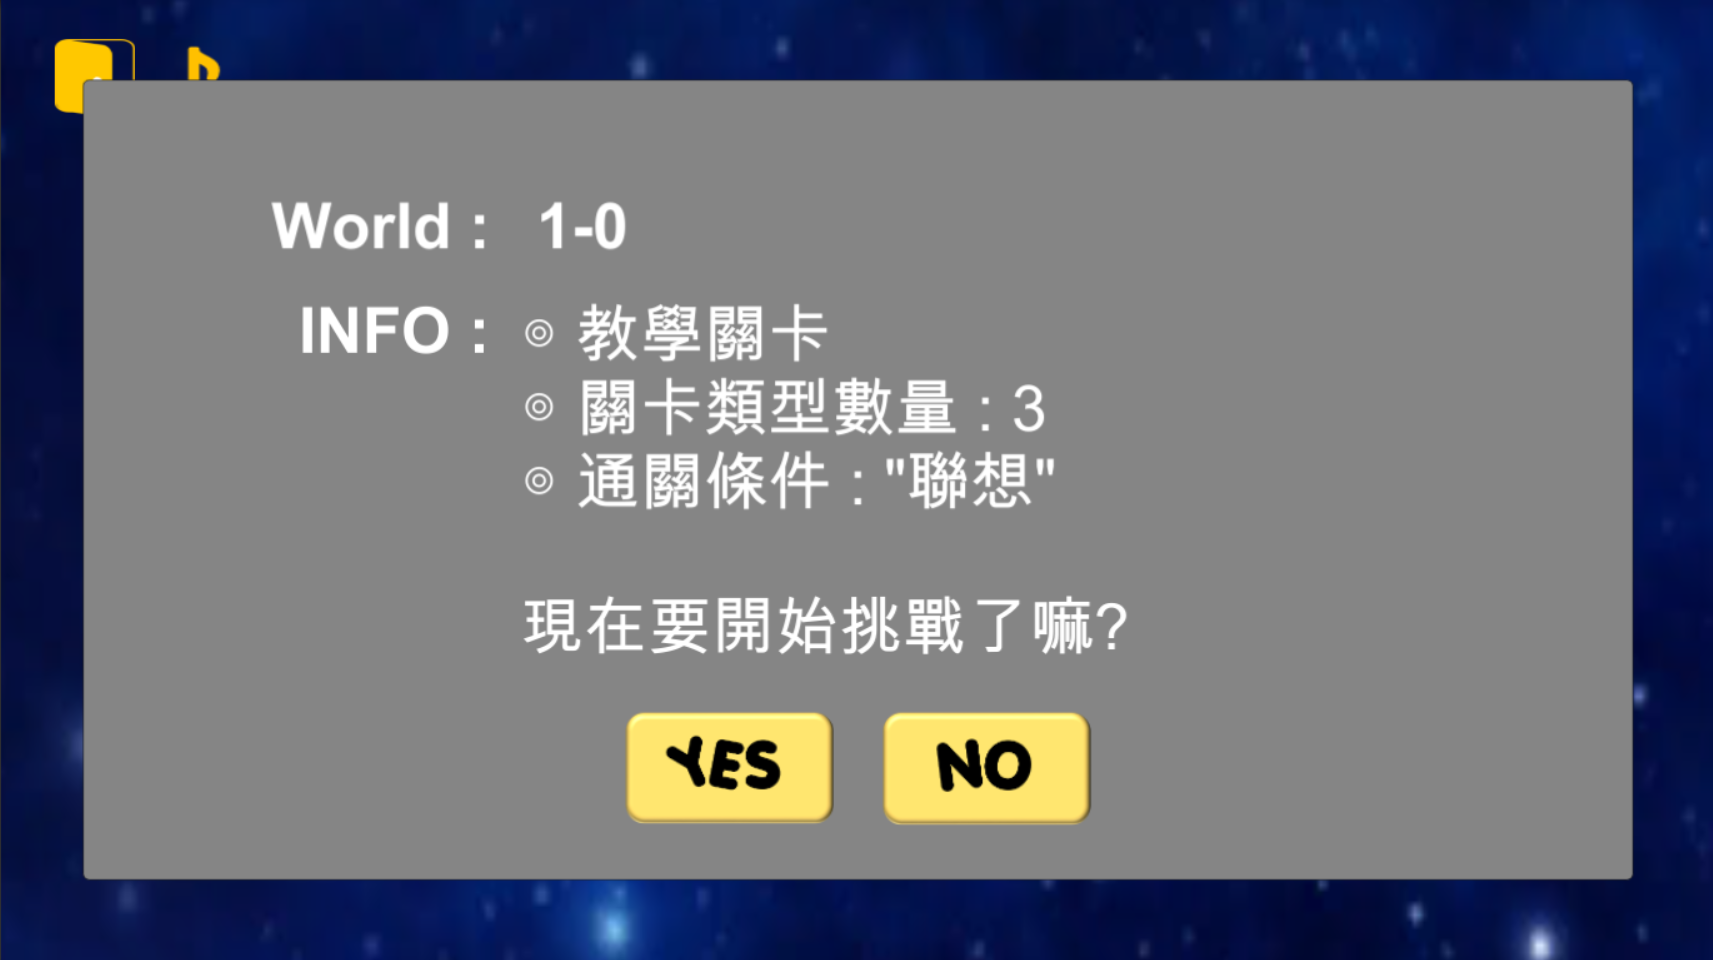 World : 1-0
INFO : ◎ 教學關卡
◎ 關卡類型數量 : 3
◎ 通關條件 : "聯想"
現在要開始挑戰了嘛?
YES NO